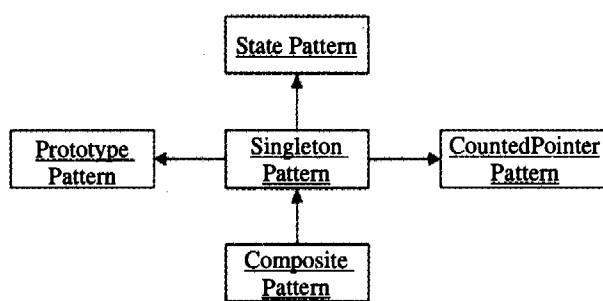 State Pattern
Prototype
Pattern
Singleton
Pattern
CountedPointer
Pattern
Composite
Pattern